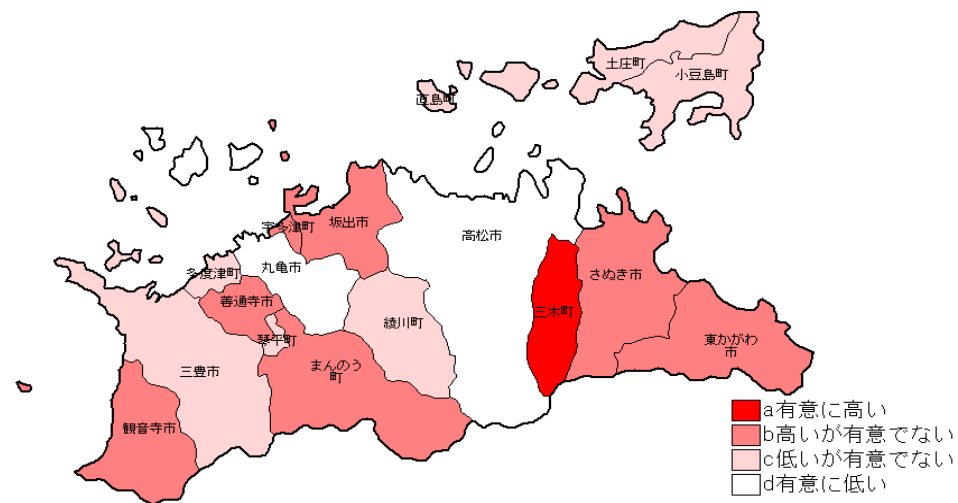 土庄町
小豆島町
直島町
宇多津町
坂出市
高松市
丸亀市
多度津町
さぬき市
善通寺市
三木町
綾川町
琴平町
東かがわ
市
まんのう
町
三豊市
観音寺市
a有意に高い
b高いが有意でない
c低いが有意でない
d有意に低い